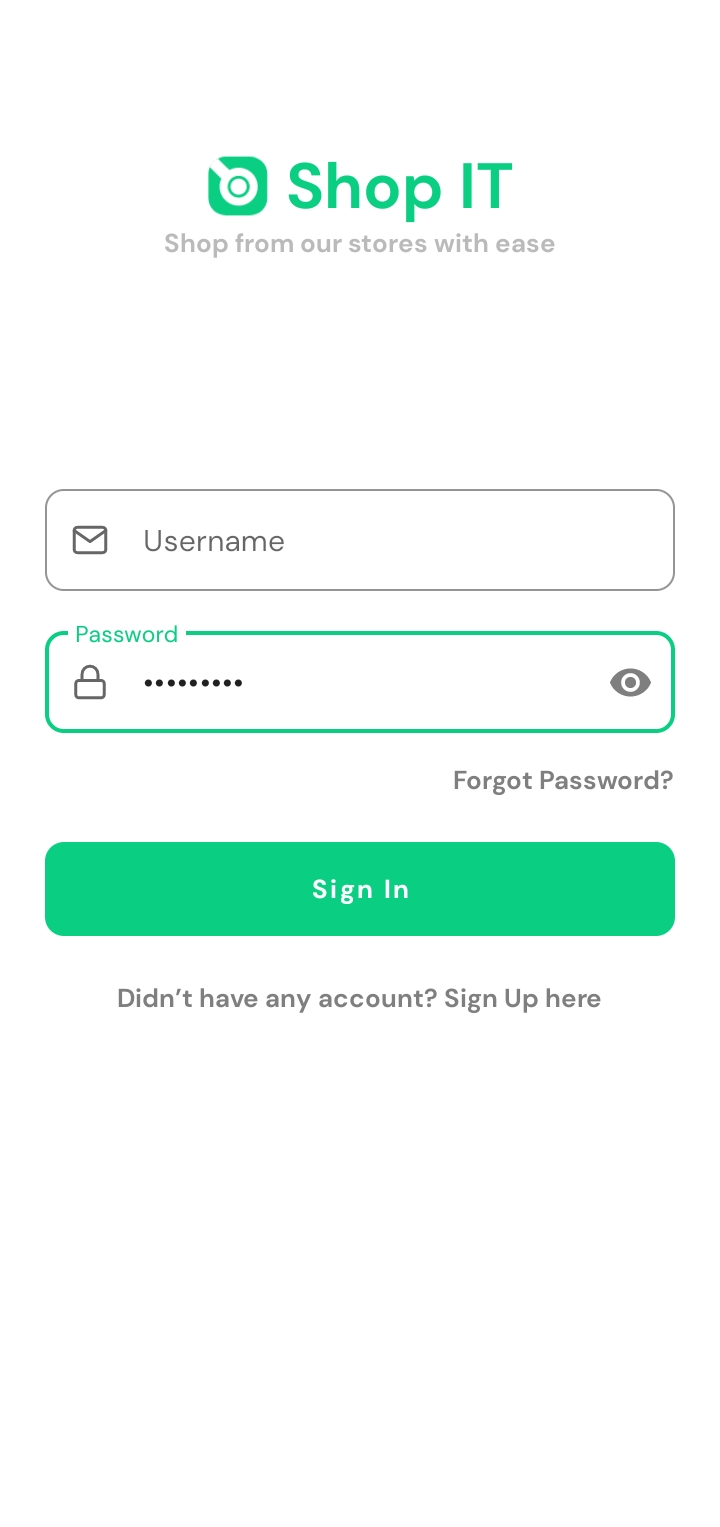 Shop IT
Shop from our stores with ease
Username
Password
•••••••••
Forgot Password?
Sign In
Didn’t have any account? Sign Up here